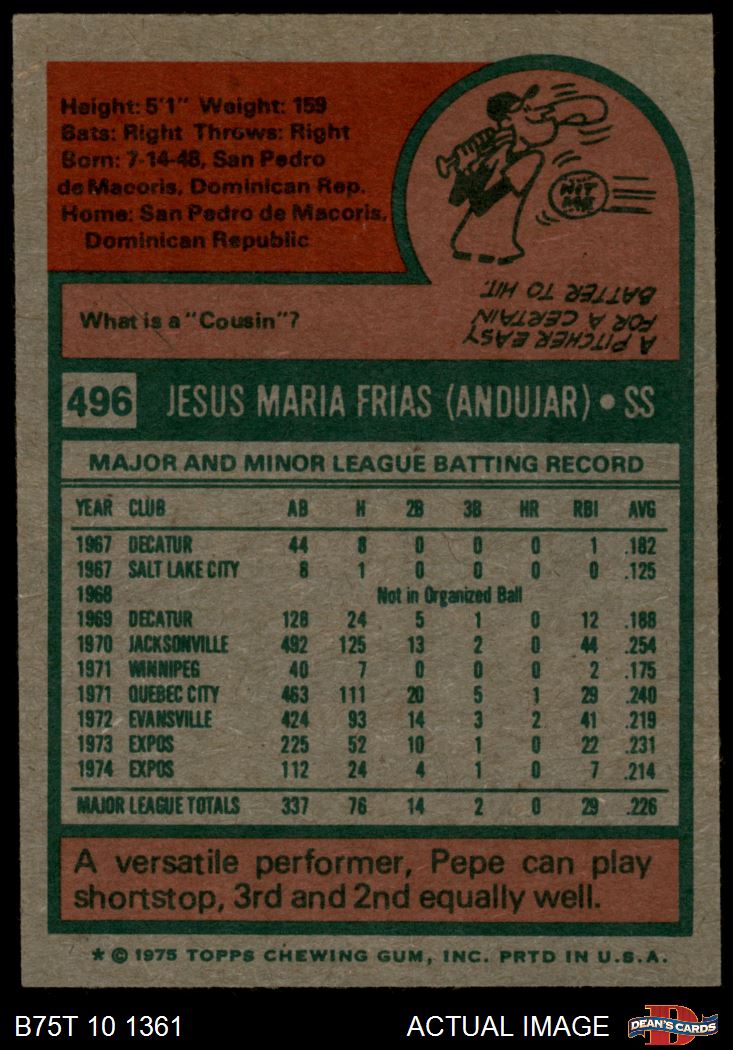 Height: 5'1" Weight: 159
Bats: Right Throws: Right
Born: 7-14-48, San Pedro
de Macoris, Dominican Rep.
Home: San Pedro de Macoris,
Dominican Republic
HIT
ME
What is a "Cousin"?
A PITCHER EASY
FOR A CERTAIN
BATTER TO HIT.
496 JESUS MARIA FRIAS (ANDUJAR) • SS
MAJOR AND MINOR LEAGUE BATTING RECORD
YEAR CLUB AB H 2B 3B HR RBI AVG
1967 DECATUR 44 8 0 0 0 1 .182
1967 SALT LAKE CITY 8 1 0 0 0 0 .125
1968 Not in Organized Ball
1969 DECATUR 128 24 5 1 0 12 .188
1970 JACKSONVILLE 492 125 13 2 0 44 .254
1971 WINNIPEG 40 7 0 0 0 2 .175
1971 QUEBEC CITY 463 111 20 5 1 29 .240
1972 EVANSVILLE 424 93 14 3 2 41 .219
1973 EXPOS 225 52 10 1 0 22 .231
1974 EXPOS 112 24 4 1 0 7 .214
MAJOR LEAGUE TOTALS 337 76 14 2 0 29 .226
A versatile performer, Pepe can play
shortstop, 3rd and 2nd equally well.
* © 1975 TOPPS CHEWING GUM, INC. PRTD IN U.S.A.
B75T 10 1361 ACTUAL IMAGE D DEAN'S CARDS